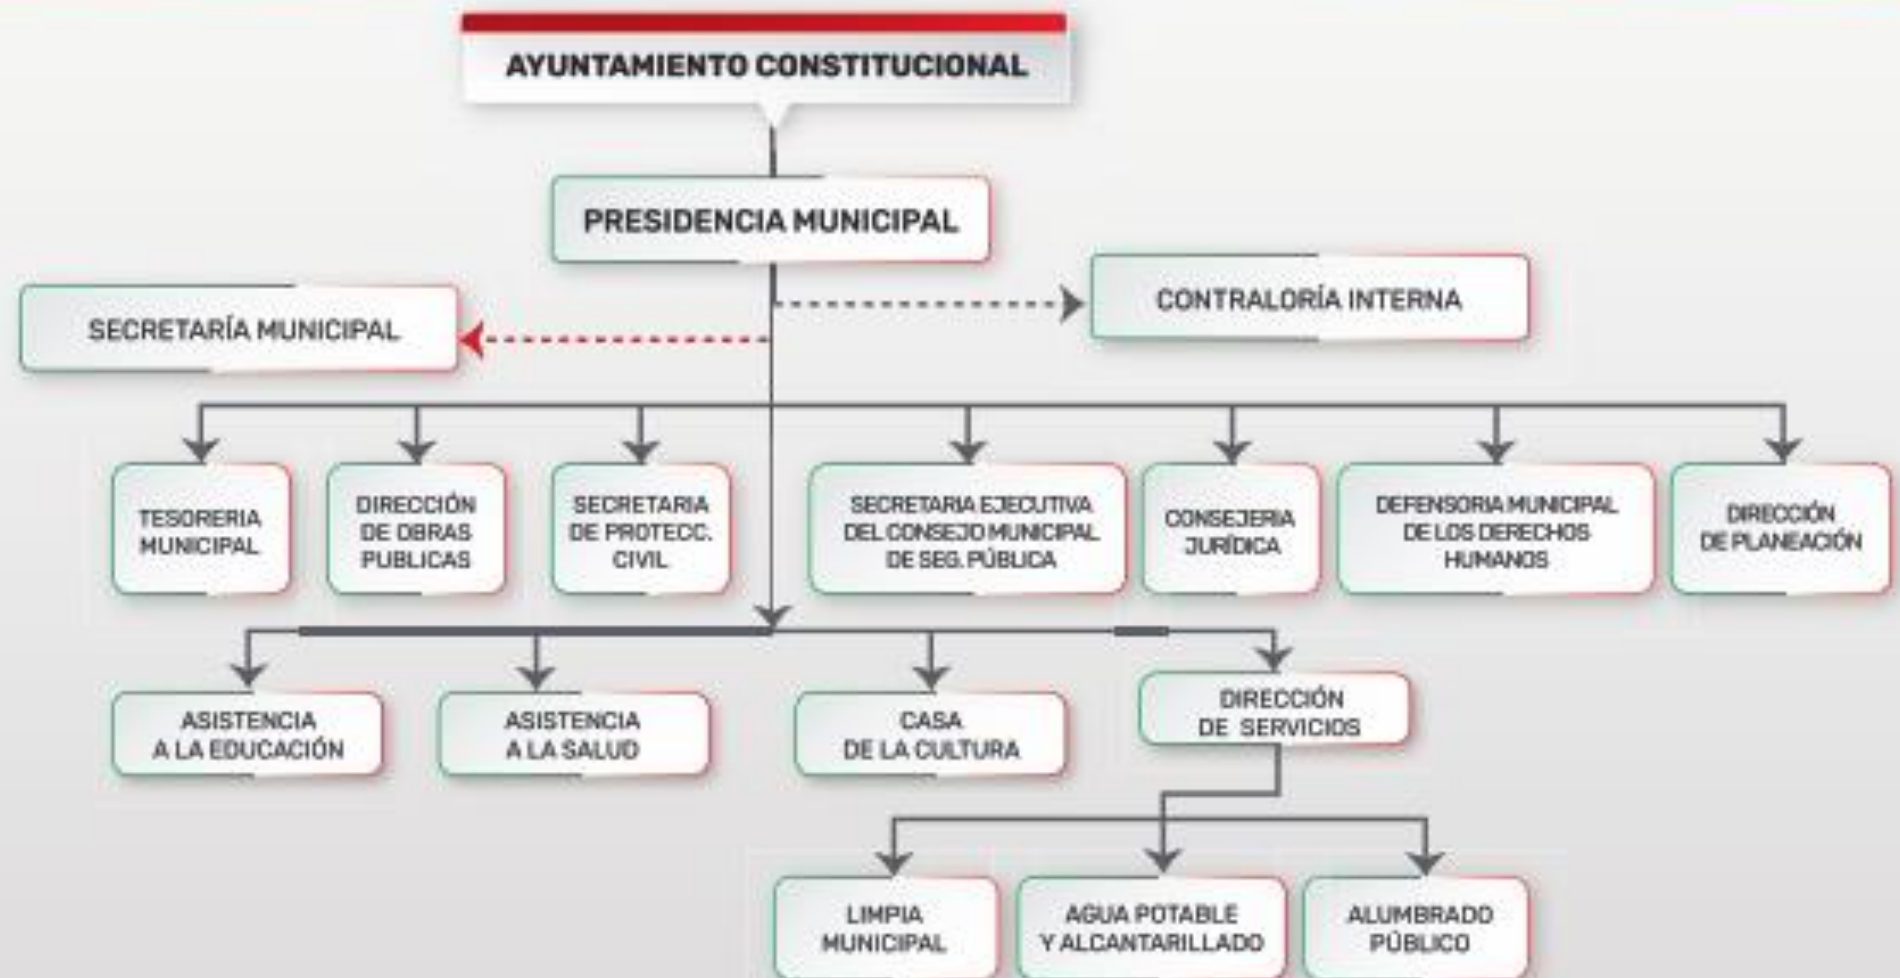 AYUNTAMIENTO CONSTITUCIONAL
PRESIDENCIA MUNICIPAL
CONTRALORÍA INTERNA
SECRETARÍA MUNICIPAL
TESORERIA
MUNICIPAL
DIRECCIÓN
DE OBRAS
PUBLICAS
SECRETARIA
DE PROTECC.
CIVIL
SECRETARIA EJECUTIVA
DEL CONSEJO MUNICIPAL
DE SEG. PÚBLICA
CONSEJERIA
JURÍDICA
DEFENSORIA MUNICIPAL
DE LOS DERECHOS
HUMANOS
DIRECCIÓN
DE PLANEACIÓN
ASISTENCIA
A LA EDUCACIÓN
ASISTENCIA
A LA SALUD
CASA
DE LA CULTURA
DIRECCIÓN
DE SERVICIOS
LIMPIA
MUNICIPAL
AGUA POTABLE
Y ALCANTARILLADO
ALUMBRADO
PÚBLICO